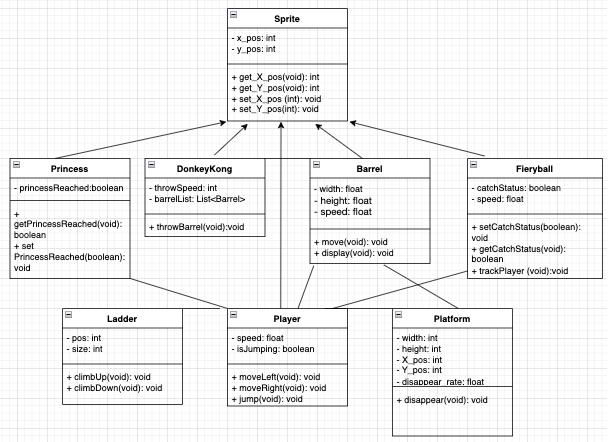 Sprite
- x_pos: int
- y_pos: int
+ get_X_pos(void): int
+ get_Y_pos(void): int
+ set_X_pos (int): void
+ set_Y_pos(int): void
Princess
- princessReached:boolean
+
getPrincessReached(void):
boolean
+ set
PrincessReached(boolean):
void
DonkeyKong
- throwSpeed: int
- barrelList: List<Barrel>
+ throwBarrel(void):void
Barrel
- width: float
- height: float
- speed: float
+ move(void): void
+ display(void): void
Fieryball
- catchStatus: boolean
- speed: float
+ setCatchStatus(boolean):
void
+ getCatchStatus(void):
boolean
+ trackPlayer (void):void
Ladder
- pos: int
- size: int
+ climbUp(void): void
+ climbDown(void): void
Player
- speed: float
- isJumping: boolean
+ moveLeft(void): void
+ moveRight(void): void
+ jump(void): void
Platform
- width: int
- height: int
- X_pos: int
- Y_pos: int
- disappear_rate: float
+ disappear(void): void